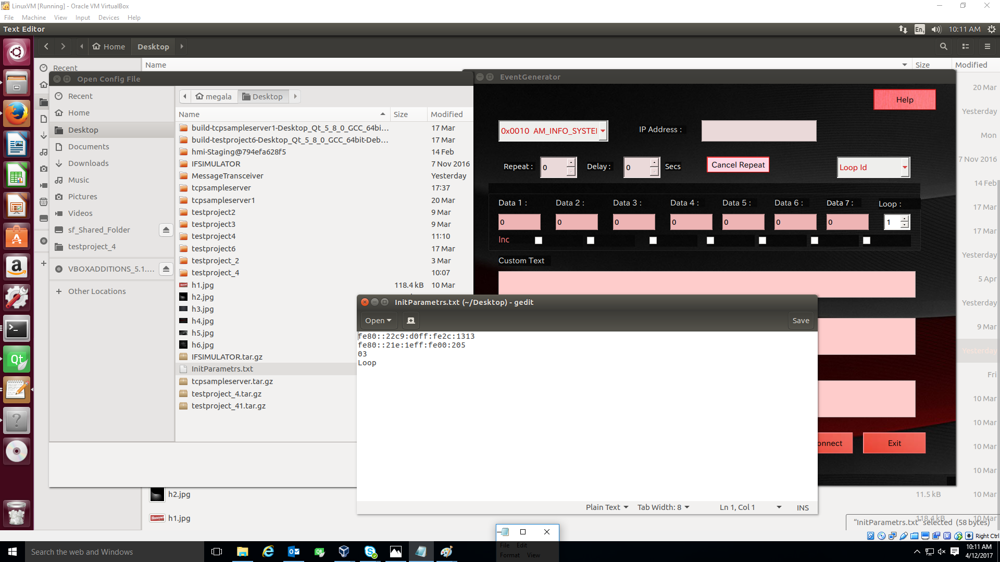 LinuxVM [Running] - Oracle VM VirtualBox
File Machine View Input Devices Help
Text Editor
En1 10:11 AM
Home Desktop
Recent
Name Size Modified
Open Config File
Recent
Home
Desktop
Documents
Downloads
Music
Pictures
Videos
sf_Shared_Folder
testproject_4
VBOXADDITIONS_5.1....
Other Locations
megala Desktop
Name Size Modified
build-tcpsampleserver1-Desktop_Qt_5_8_0_GCC_64bi... 17 Mar
build-testproject6-Desktop_Qt_5_8_0_GCC_64bit-Deb... 17 Mar
hmi-Staging@794efa628f5 14 Feb
IFSIMULATOR 7 Nov 2016
MessageTransceiver Yesterday
tcpsampleserver 17:37
tcpsampleserver1 20 Mar
testproject2 9 Mar
testproject3 9 Mar
testproject4 11:10
testproject6 17 Mar
testproject_2 3 Mar
testproject_4 10:07
h1.jpg 118.4 kB 10 Mar
h2.jpg
h3.jpg
h4.jpg
h5.jpg
h6.jpg
IFSIMULATOR.tar.gz
InitParametrs.txt
tcpsampleserver.tar.gz
testproject_4.tar.gz
testproject_41.tar.gz
h2.jpg
h1.jpg
EventGenerator
Help
0x0010 AM_INFO_SYSTE
IP Address :
Repeat : 0 Delay : 0 Secs
Cancel Repeat
Loop Id
Data 1 : Data 2 : Data 3 : Data 4 : Data 5 : Data 6 : Data 7 : Loop :
0 0 0 0 0 0 0 1
Inc
Custom Text
onnect
Exit
InitParametrs.txt (~/Desktop) - gedit
Open Save
fe80::22c9:d0ff:fe2c:1313
fe80::21e:1eff:fe00:205
03
Loop
Plain Text Tab Width: 8 Ln 1, Col 1 INS
20 Mar
Yesterday
Mon
7 Nov 2016
14 Feb
17 Mar
17 Mar
Yesterday
5 Apr
Yesterday
9 Mar
Yesterday
Fri
10 Mar
10 Mar
10 Mar
10 Mar
11.5 kB 10 Mar
118.4 kB 10 Mar
"InitParametrs.txt" selected (58 bytes)
Right Ctrl
File Edit
Format View
Search the web and Windows
10:11 AM
4/12/2017